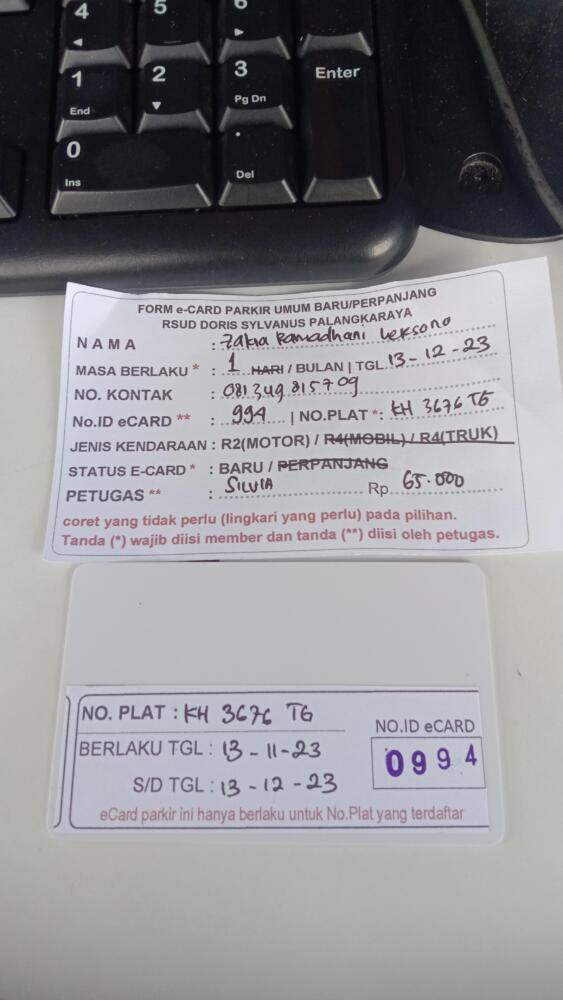 4 5 6
1 2 3 Enter
End Pg Dn
0 .
Ins Del
FORM e-CARD PARKIR UMUM BARU/PERPANJANG
RSUD DORIS SYLVANUS PALANGKARAYA
NAMA : Zakia Ramadhani Leksono
MASA BERLAKU * : 1 HARI / BULAN | TGL. 13-12-23
NO. KONTAK : 081349815709
No.ID eCARD ** : 994 | NO.PLAT *: KH 3676 TG
JENIS KENDARAAN : R2(MOTOR) / R4(MOBIL) / R4(TRUK)
STATUS E-CARD * : BARU / PERPANJANG
PETUGAS ** : SILVIA Rp. 65.000
coret yang tidak perlu (lingkari yang perlu) pada pilihan.
Tanda (*) wajib diisi member dan tanda (**) diisi oleh petugas.
NO. PLAT : KH 3676 TG
NO.ID eCARD
BERLAKU TGL : 13-11-23
0994
S/D TGL : 13-12-23
eCard parkir ini hanya berlaku untuk No.Plat yang terdaftar